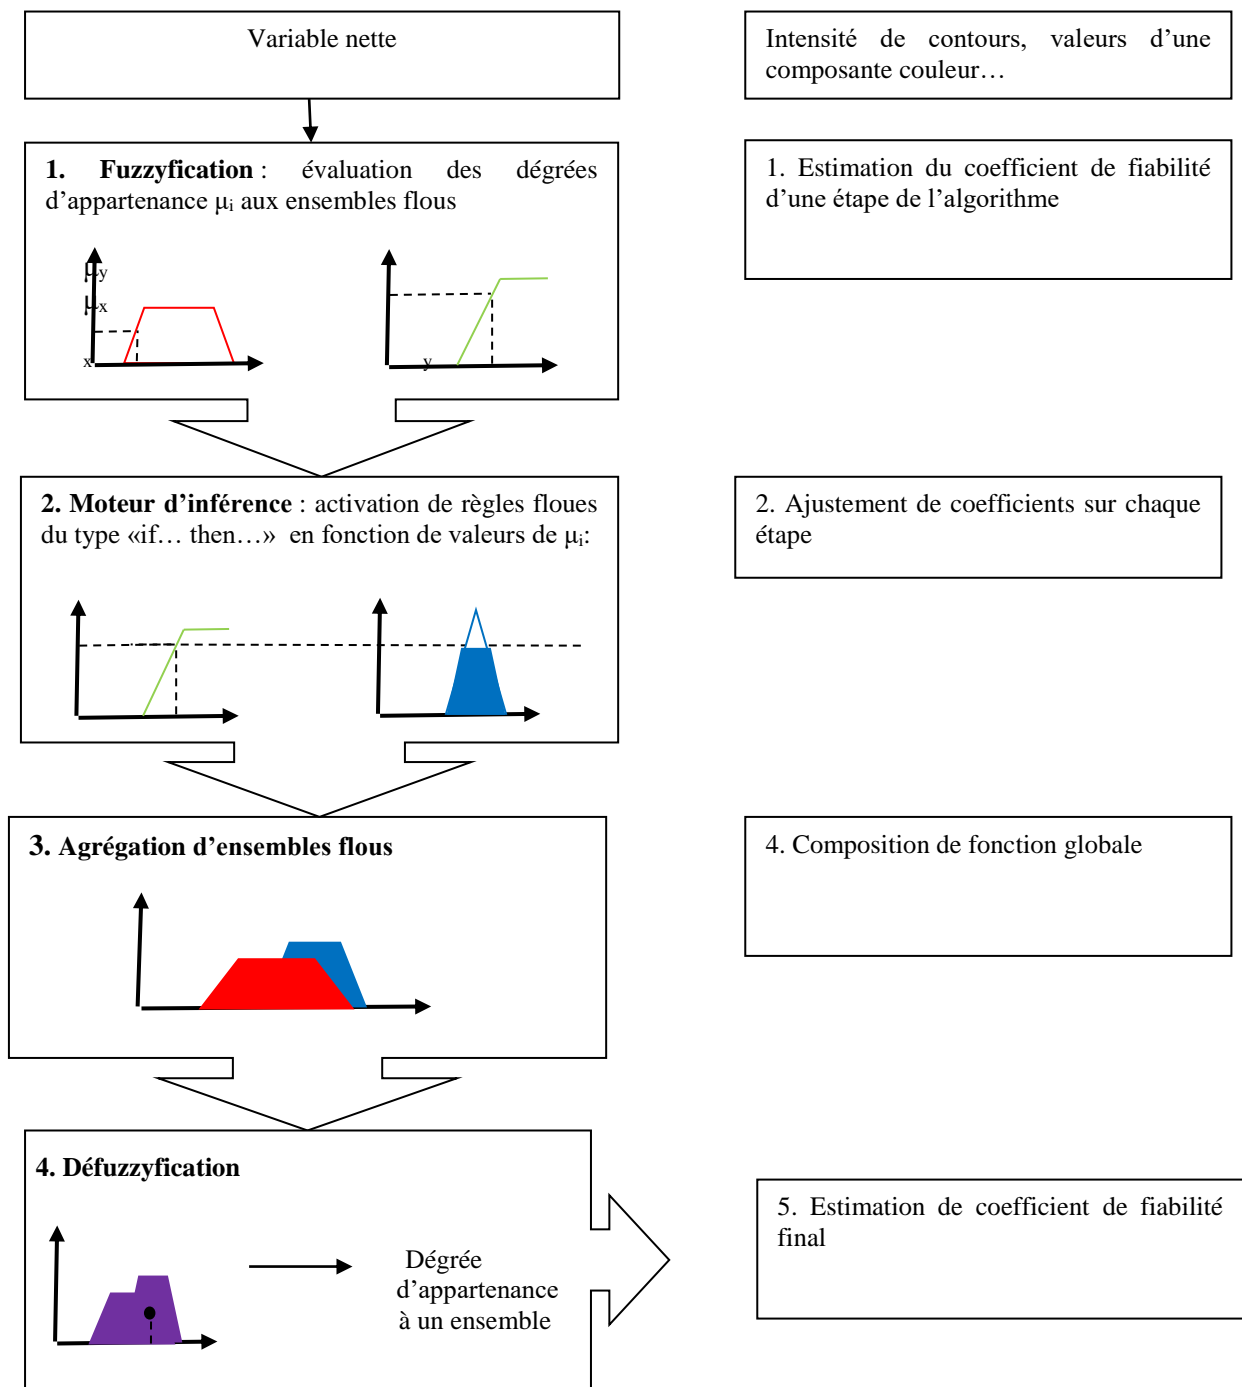 Variable nette
Intensité de contours, valeurs d’une
composante couleur…
1. Fuzzyfication : évaluation des dégrées
d’appartenance μi aux ensembles flous
1. Estimation du coefficient de fiabilité
d’une étape de l’algorithme
μy
μx
x
y
2. Moteur d’inférence : activation de règles floues
du type «if… then…» en fonction de valeurs de μi:
2. Ajustement de coefficients sur chaque
étape
3. Agrégation d’ensembles flous
4. Composition de fonction globale
4. Défuzzyfication
Dégrée
d’appartenance
à un ensemble
5. Estimation de coefficient de fiabilité
final